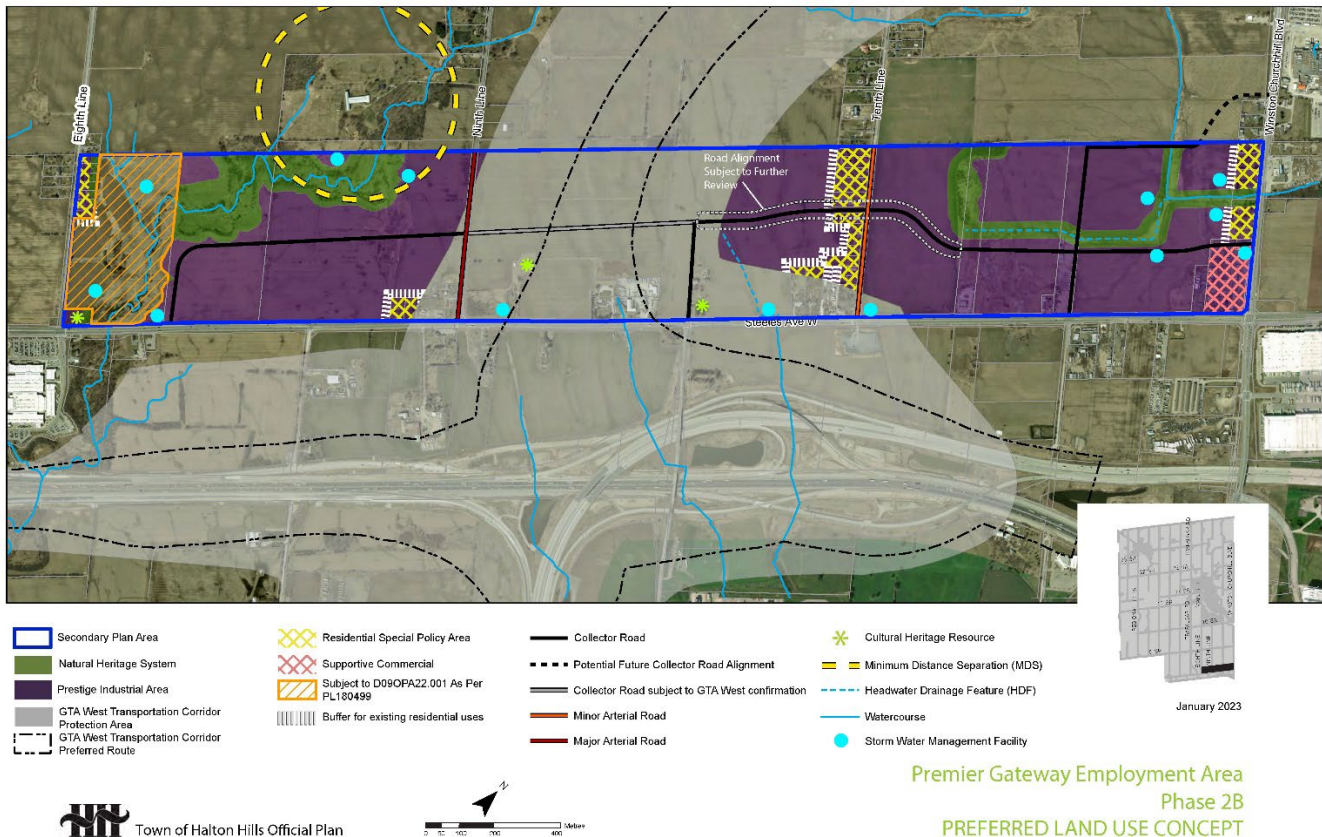 Eighth Line
Ninth Line
Tenth Line
Winston Churchill Blvd
Road Alignment
Subject to Further
Review
Steeles Ave W
Secondary Plan Area
Natural Heritage System
Prestige Industrial Area
GTA West Transportation Corridor
Protection Area
GTA West Transportation Corridor
Preferred Route
Residential Special Policy Area
Supportive Commercial
Subject to D09OPA22.001 As Per
PL180499
Buffer for existing residential uses
Collector Road
Potential Future Collector Road Alignment
Collector Road subject to GTA West confirmation
Minor Arterial Road
Major Arterial Road
Cultural Heritage Resource
Minimum Distance Separation (MDS)
Headwater Drainage Feature (HDF)
Watercourse
Storm Water Management Facility
January 2023
Premier Gateway Employment Area
Phase 2B
PREFERRED LAND USE CONCEPT
Town of Halton Hills Official Plan
N
0 50 100 200 400
Metres